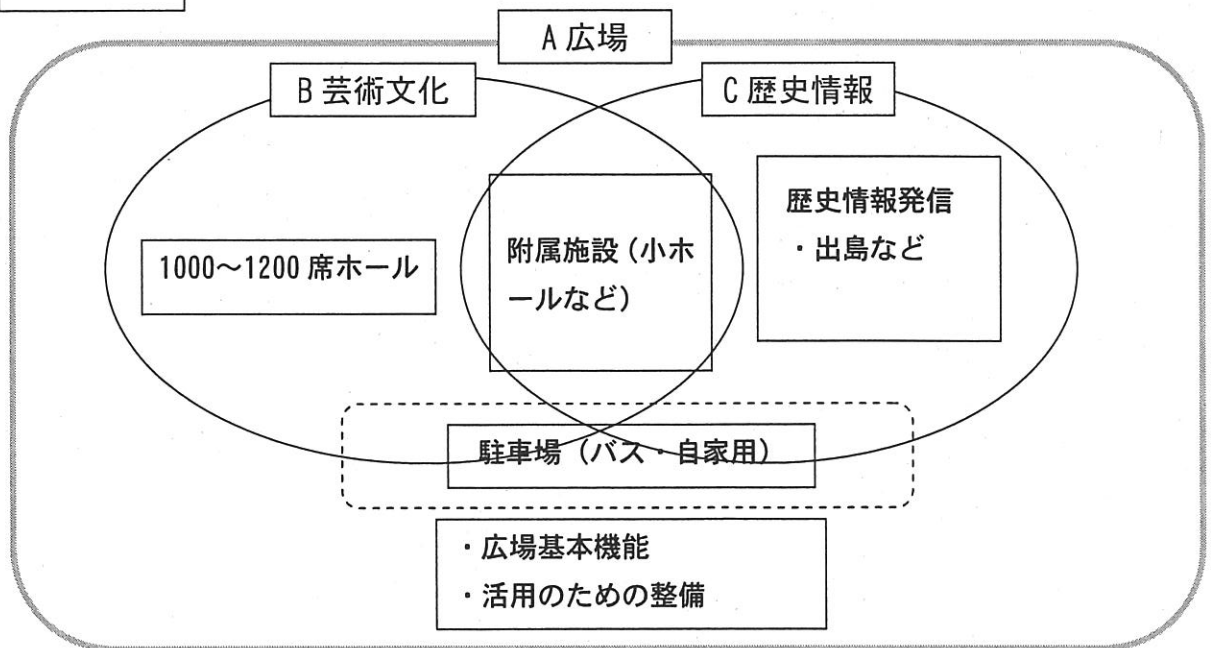 A 広場
B 芸術文化
C 歴史情報
1000～1200 席ホール
附属施設（小ホ
ールなど）
歴史情報発信
・出島など
駐車場（バス・自家用）
・広場基本機能
・活用のための整備